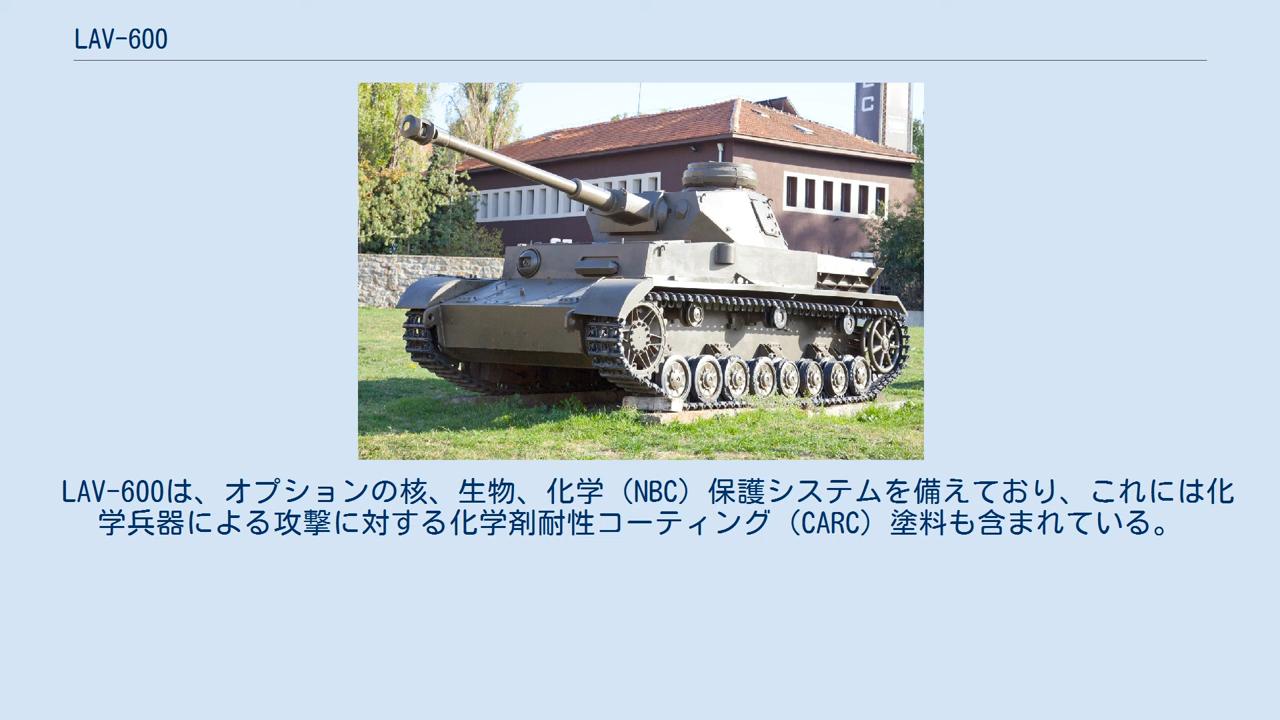 LAV-600
LAV-600は、オプションの核、生物、化学（NBC）保護システムを備えており、これには化
学兵器による攻撃に対する化学剤耐性コーティング（CARC）塗料も含まれている。